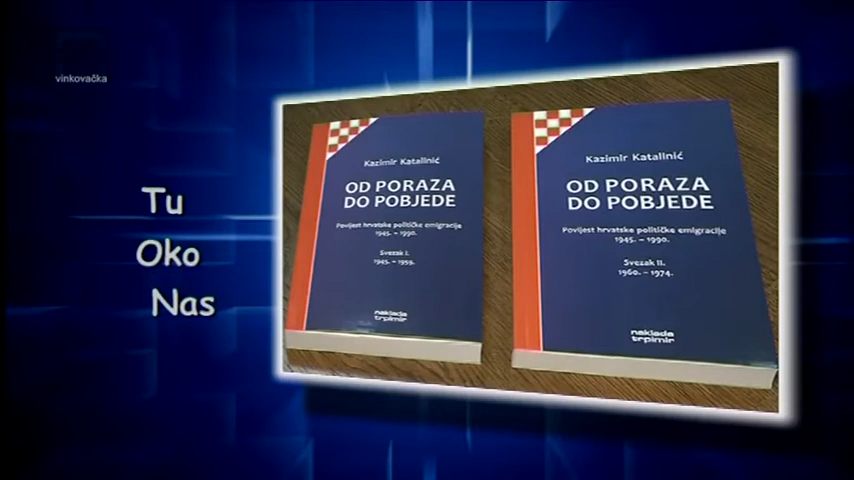 vinkovačka
Tu
Oko
Nas
Kazimir Katalinić
OD PORAZA
DO POBJEDE
Povijest hrvatske političke emigracije
1945. – 1990.
Svezak I.
1945. – 1959.
naklada
trpimir
Kazimir Katalinić
OD PORAZA
DO POBJEDE
Povijest hrvatske političke emigracije
1945. – 1990.
Svezak II.
1960. – 1974.
naklada
trpimir